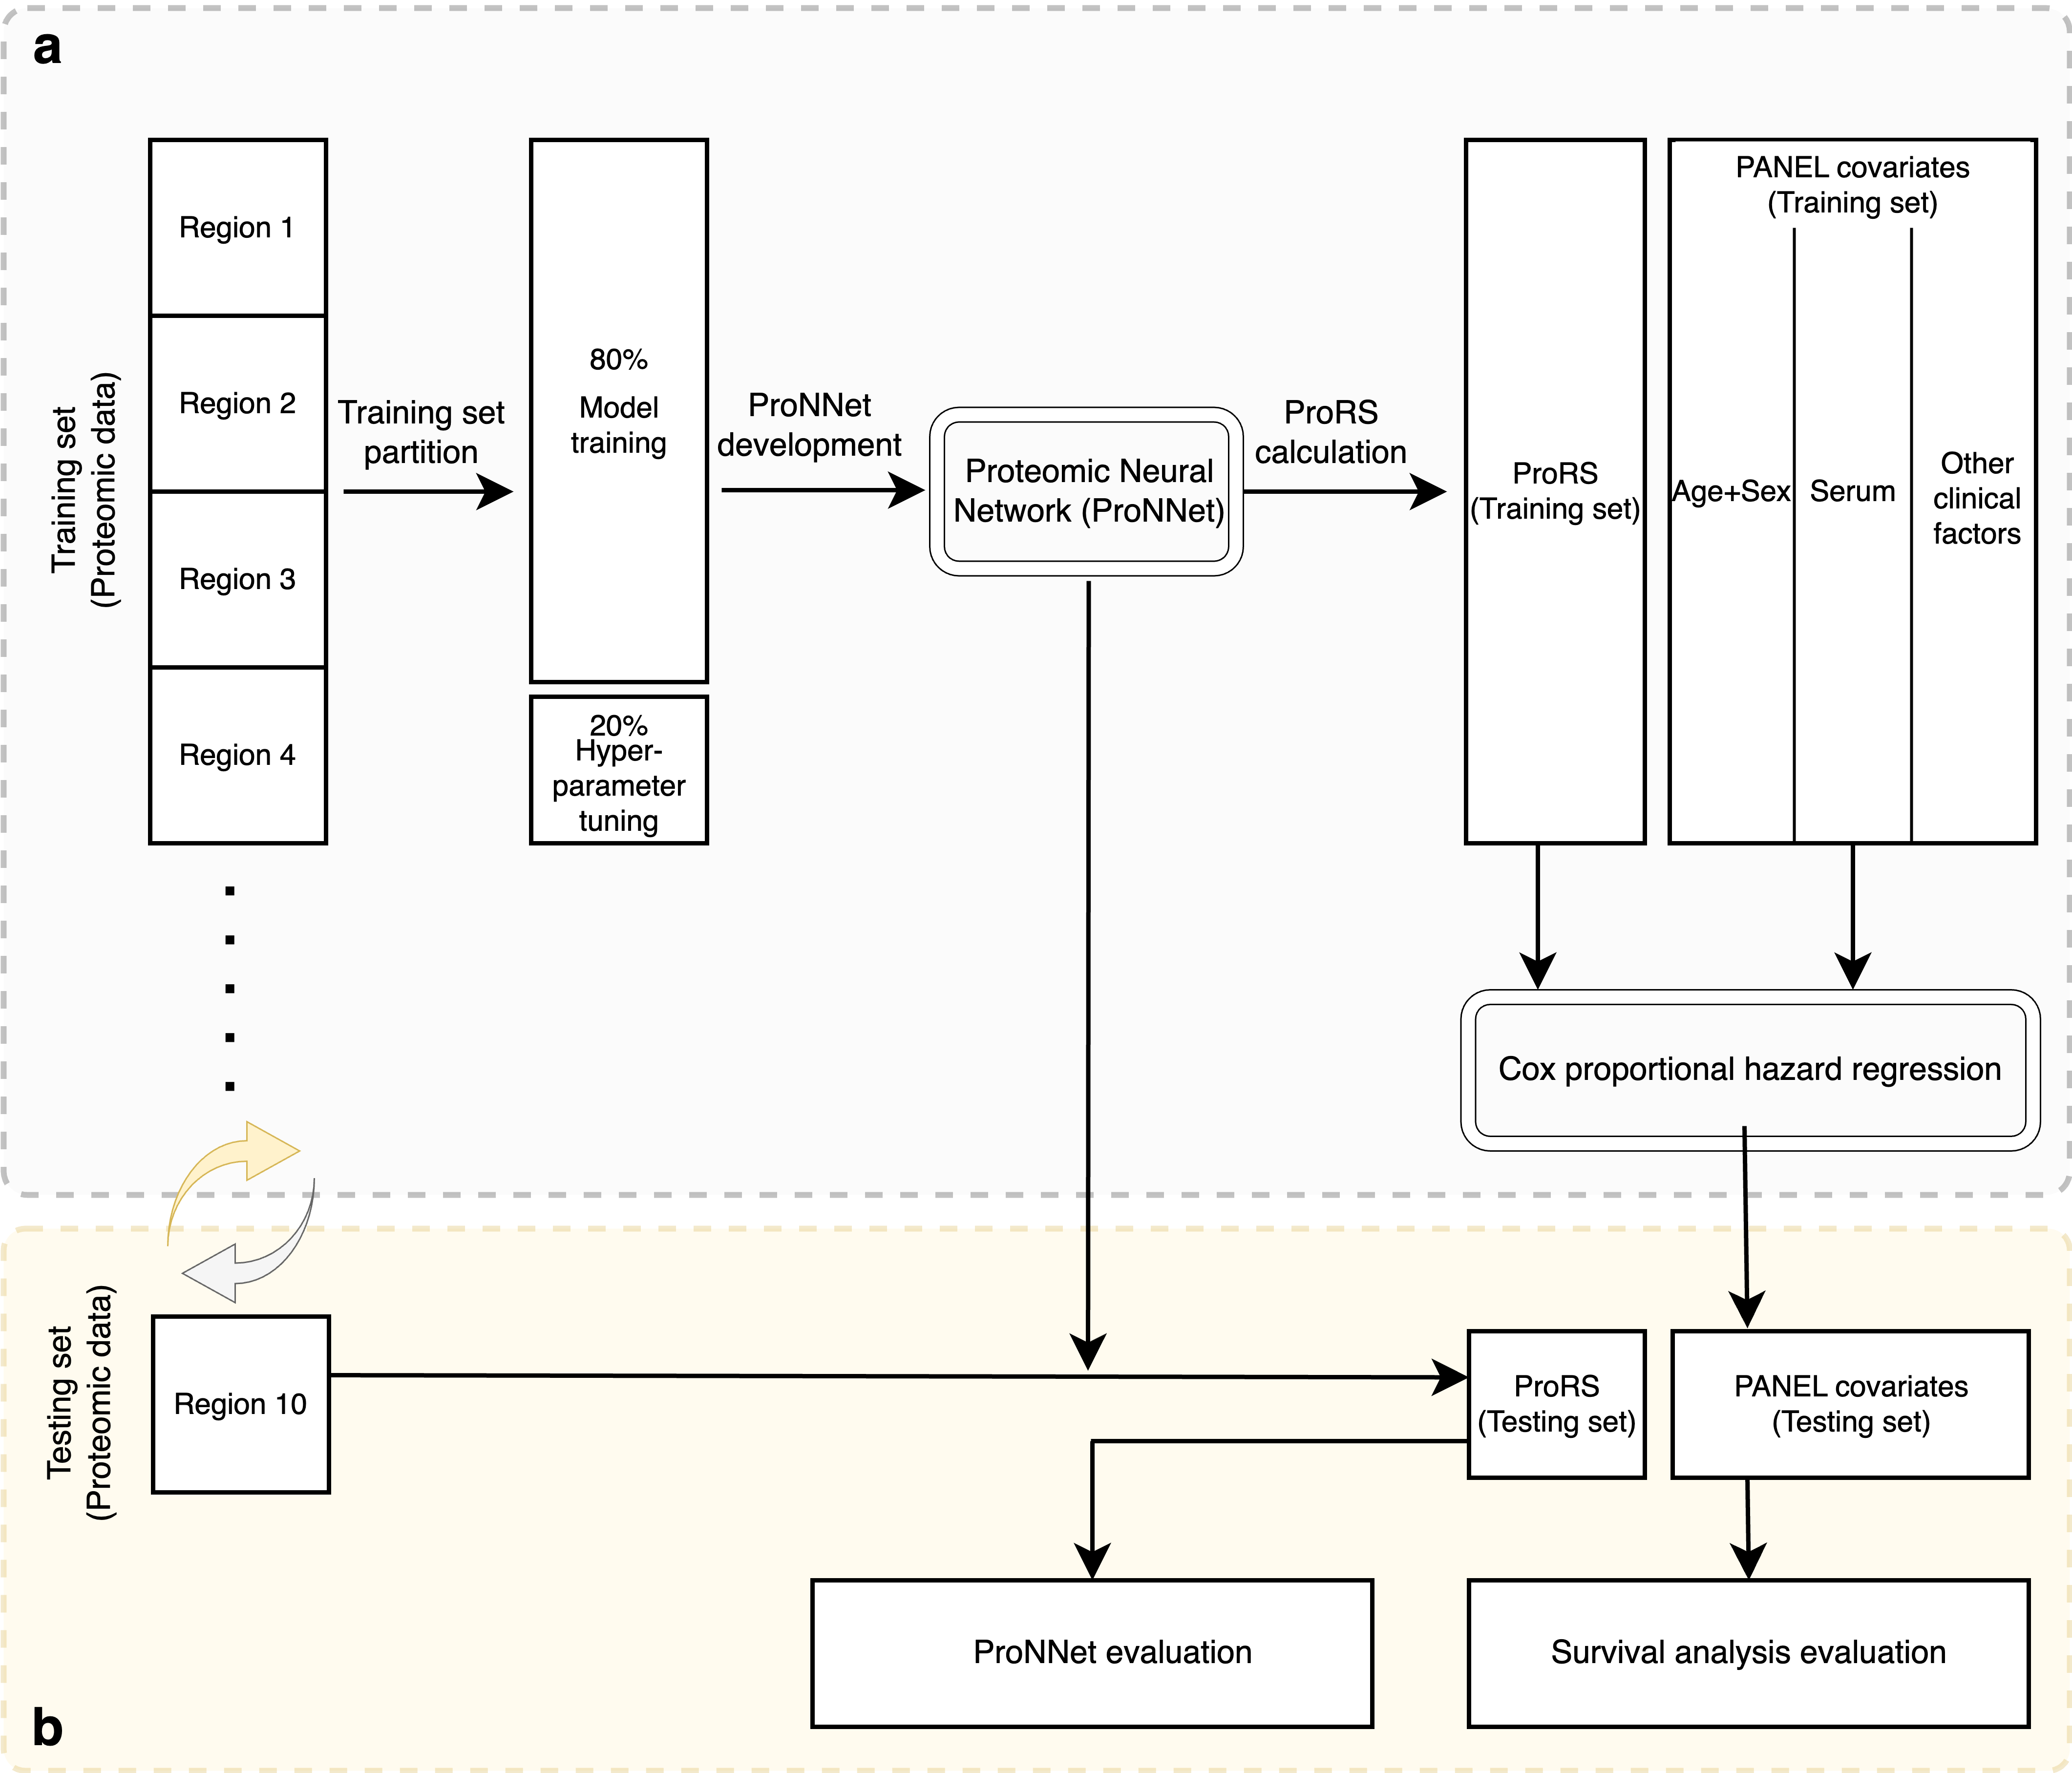 a
Training set
(Proteomic data)
Region 1
Region 2
Region 3
Region 4
Training set
partition
80%
Model
training
20%
Hyper-
parameter
tuning
ProNNet
development
Proteomic Neural
Network (ProNNet)
ProRS
calculation
ProRS
(Training set)
PANEL covariates
(Training set)
Age+Sex
Serum
Other
clinical
factors
Cox proportional hazard regression
Testing set
(Proteomic data)
Region 10
ProRS
(Testing set)
PANEL covariates
(Testing set)
ProNNet evaluation
Survival analysis evaluation
b